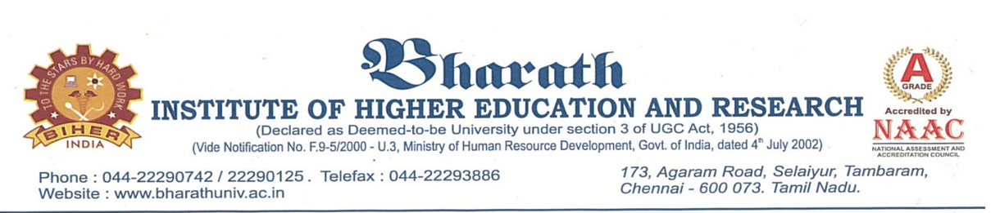 TO THE STARS BY HARD WORK
BIHER
INDIA
Bharath
INSTITUTE OF HIGHER EDUCATION AND RESEARCH
(Declared as Deemed-to-be University under section 3 of UGC Act, 1956)
(Vide Notification No. F.9-5/2000 - U.3, Ministry of Human Resource Development, Govt. of India, dated 4th July 2002)
A
GRADE
Accredited by
NAAC
NATIONAL ASSESSMENT AND
ACCREDITATION COUNCIL
Phone : 044-22290742 / 22290125 . Telefax : 044-22293886
Website : www.bharathuniv.ac.in
173, Agaram Road, Selaiyur, Tambaram,
Chennai - 600 073. Tamil Nadu.